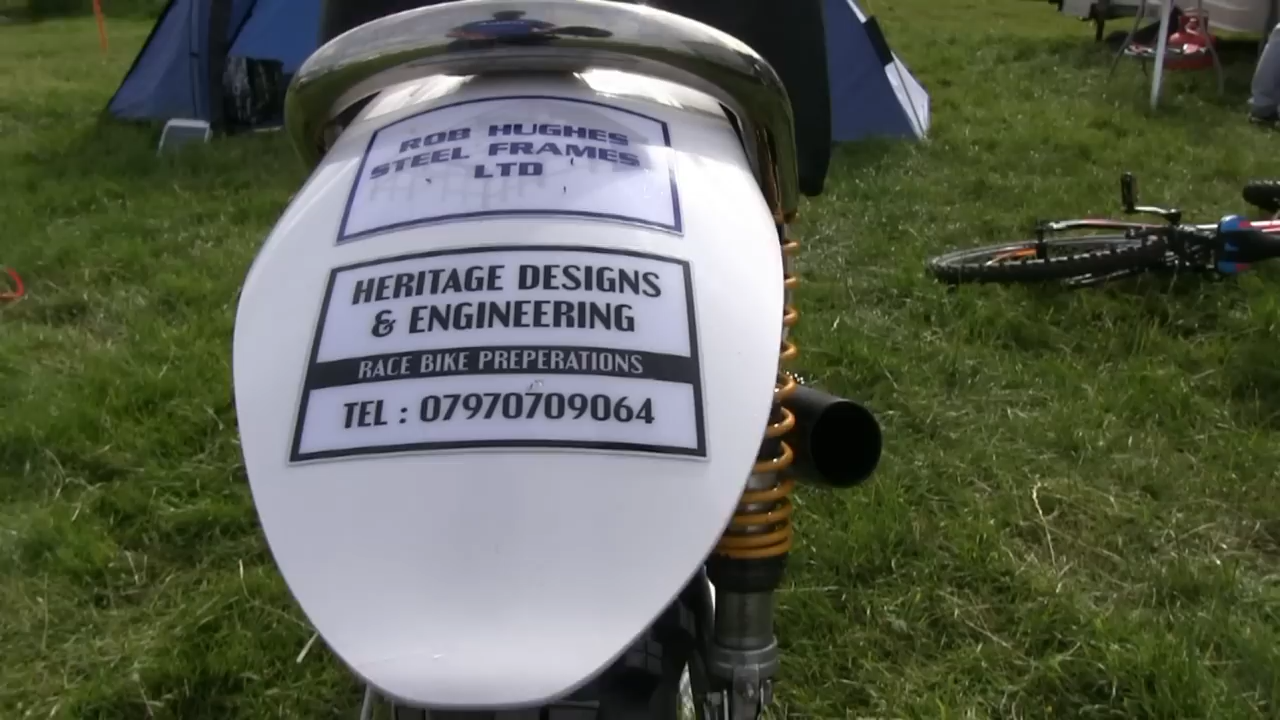 ROB HUGHES
STEEL FRAMES
LTD
HERITAGE DESIGNS
& ENGINEERING
RACE BIKE PREPERATIONS
TEL : 07970709064